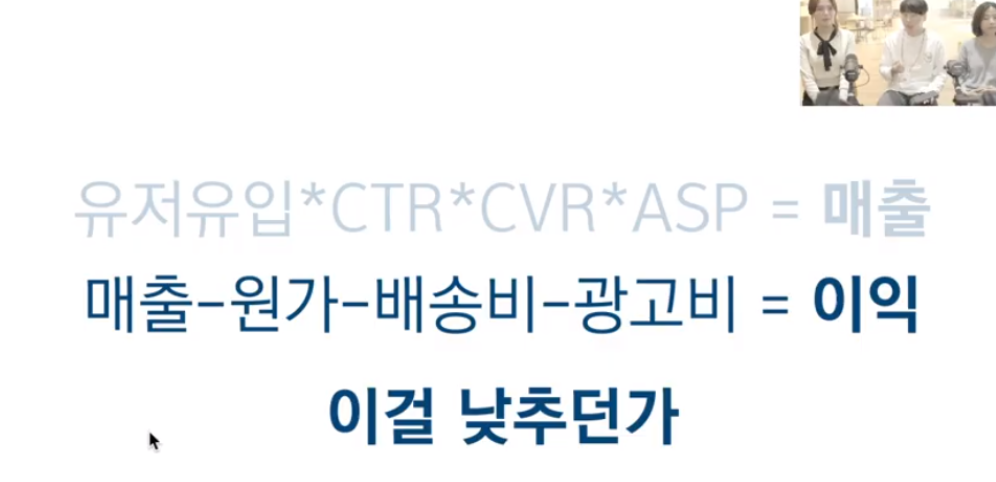 유저유입*CTR*CVR*ASP = 매출
매출-원가-배송비-광고비 = 이익
이걸 낮추던가